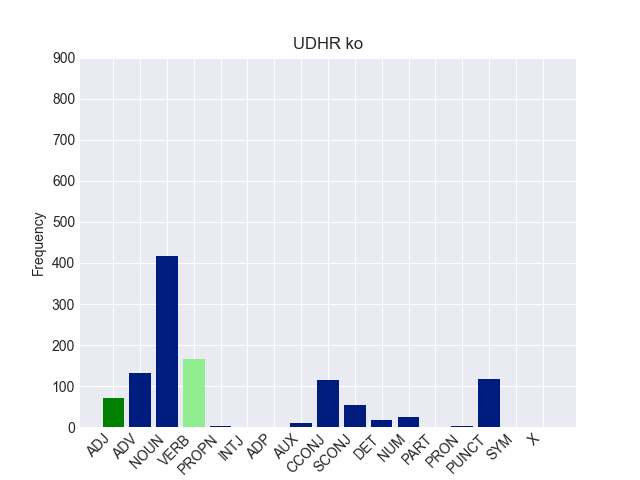 UDHR ko
900
800
700
600
500
400
300
200
100
0
Frequency
ADJ
ADV
NOUN
VERB
PROPN
INTJ
ADP
AUX
CCONJ
SCONJ
DET
NUM
PART
PRON
PUNCT
SYM
X